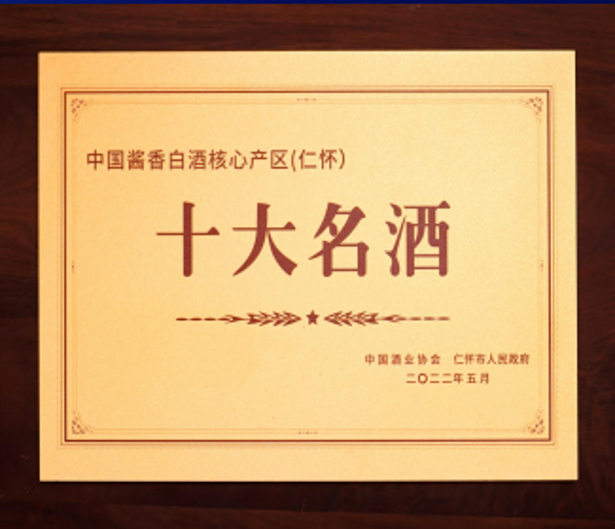 中国酱香白酒核心产区(仁怀)
十大名酒
中国酒业协会 仁怀市人民政府
二〇二二年五月